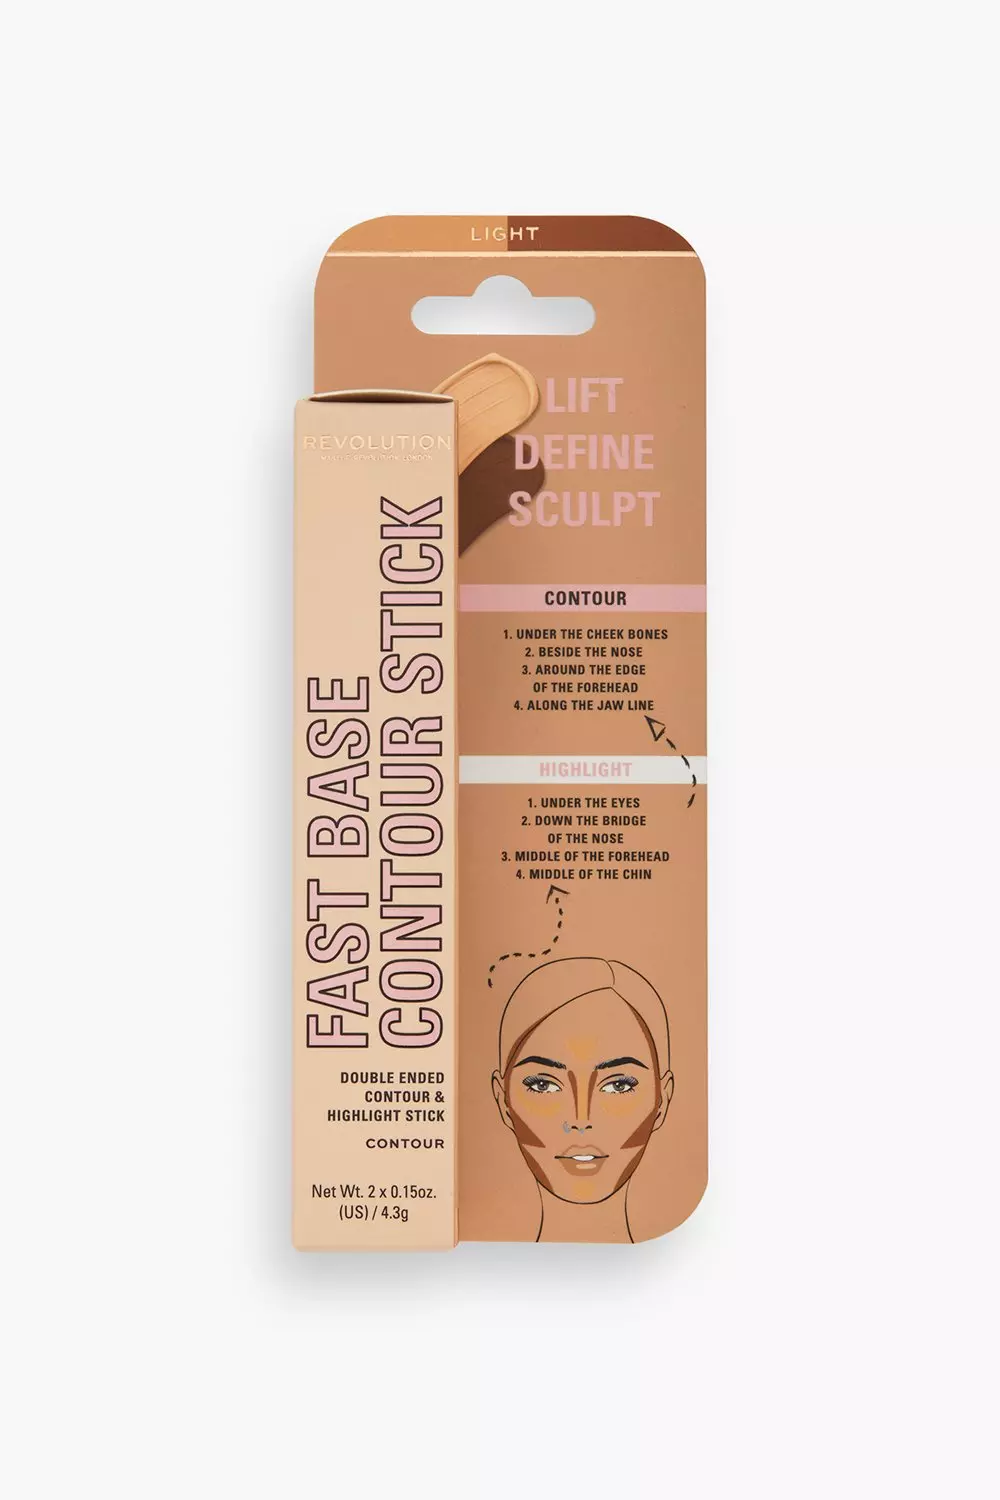 LIGHT
REVOLUTION
MAKEUP REVOLUTION LONDON
FAST BASE
CONTOUR STICK
DOUBLE ENDED
CONTOUR &
HIGHLIGHT STICK
CONTOUR
Net Wt. 2 x 0.15oz.
(US) / 4.3g
LIFT
DEFINE
SCULPT
CONTOUR
1. UNDER THE CHEEK BONES
2. BESIDE THE NOSE
3. AROUND THE EDGE
OF THE FOREHEAD
4. ALONG THE JAW LINE
HIGHLIGHT
1. UNDER THE EYES
2. DOWN THE BRIDGE
OF THE NOSE
3. MIDDLE OF THE FOREHEAD
4. MIDDLE OF THE CHIN